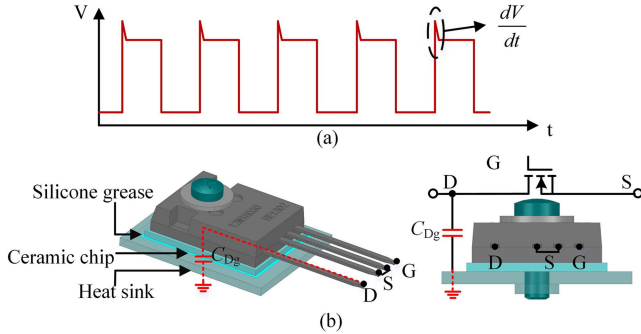 V
dV
dt
t
(a)
Silicone grease
Ceramic chip
Heat sink
C_Dg
D
S
G
G
D
S
C_Dg
D
S
G
(b)